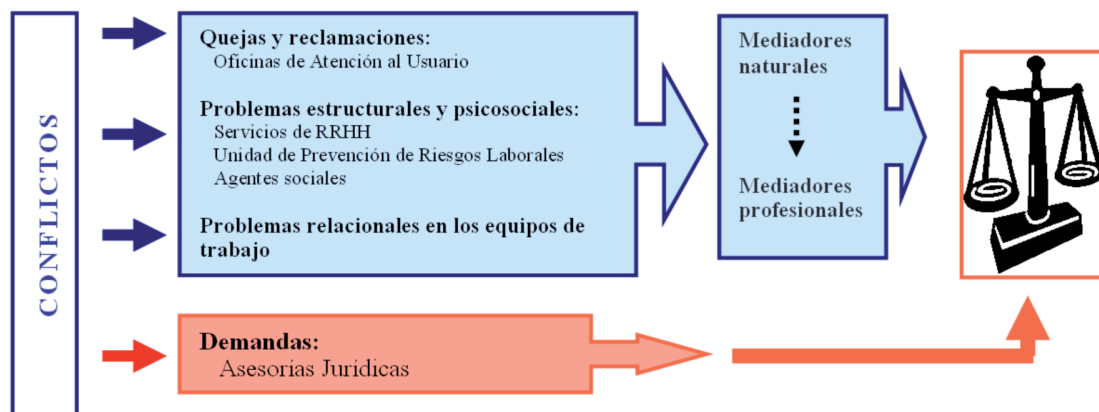 CONFLICTOS
Quejas y reclamaciones:
Oficinas de Atención al Usuario
Problemas estructurales y psicosociales:
Servicios de RRHH
Unidad de Prevención de Riesgos Laborales
Agentes sociales
Problemas relacionales en los equipos de
trabajo
Mediadores
naturales
Mediadores
profesionales
Demandas:
Asesorías Jurídicas